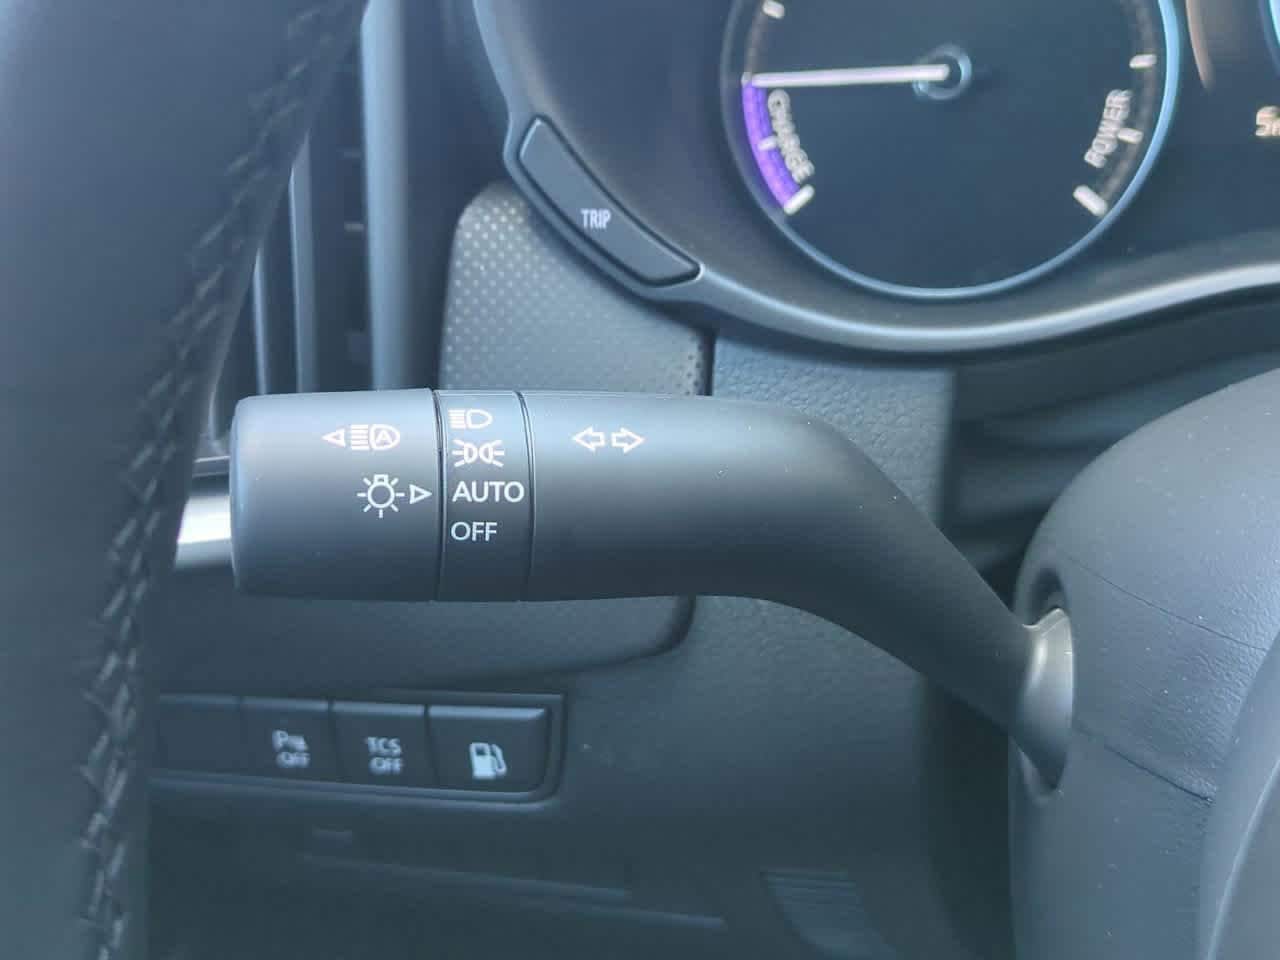 CHARGE
POWER
TRIP
A
AUTO
OFF
P
OFF
TCS
OFF